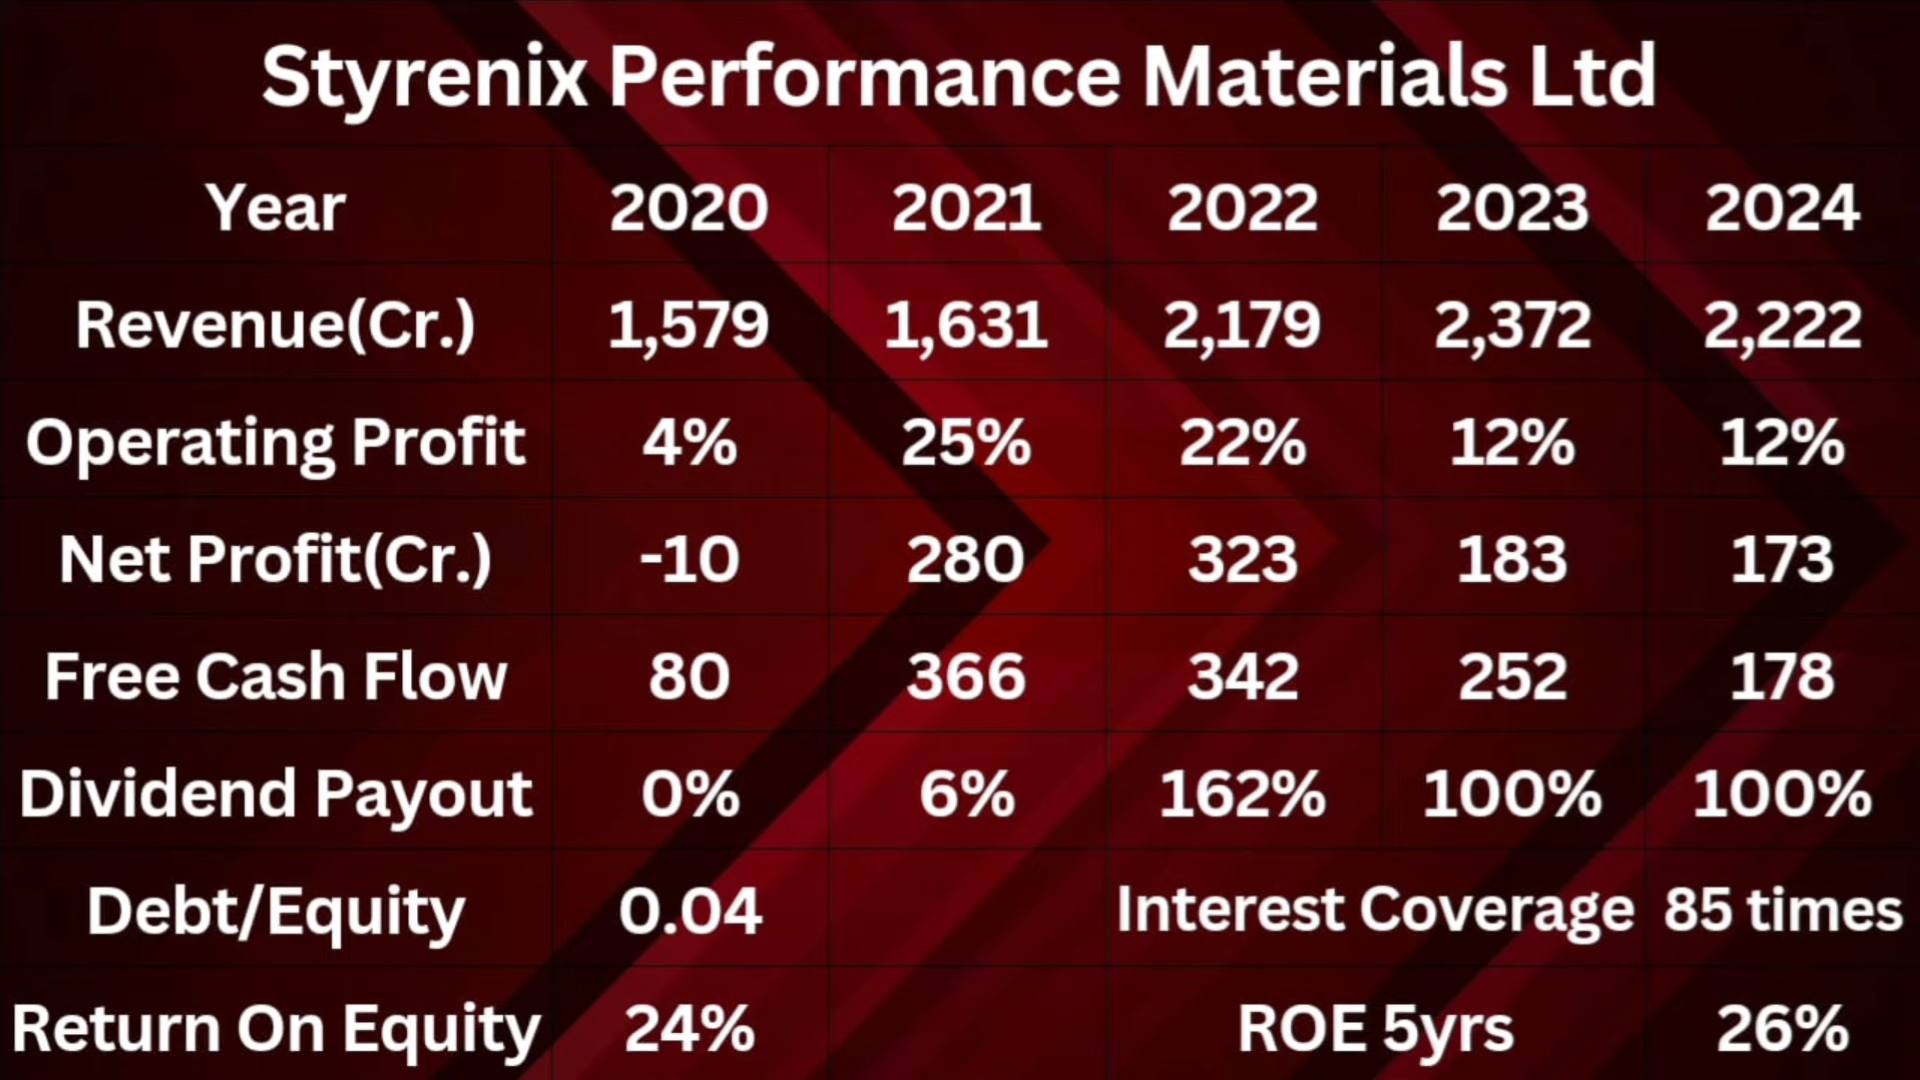 Styrenix Performance Materials Ltd
Year 2020 2021 2022 2023 2024
Revenue(Cr.) 1,579 1,631 2,179 2,372 2,222
Operating Profit 4% 25% 22% 12% 12%
Net Profit(Cr.) -10 280 323 183 173
Free Cash Flow 80 366 342 252 178
Dividend Payout 0% 6% 162% 100% 100%
Debt/Equity 0.04 Interest Coverage 85 times
Return On Equity 24% ROE 5yrs 26%